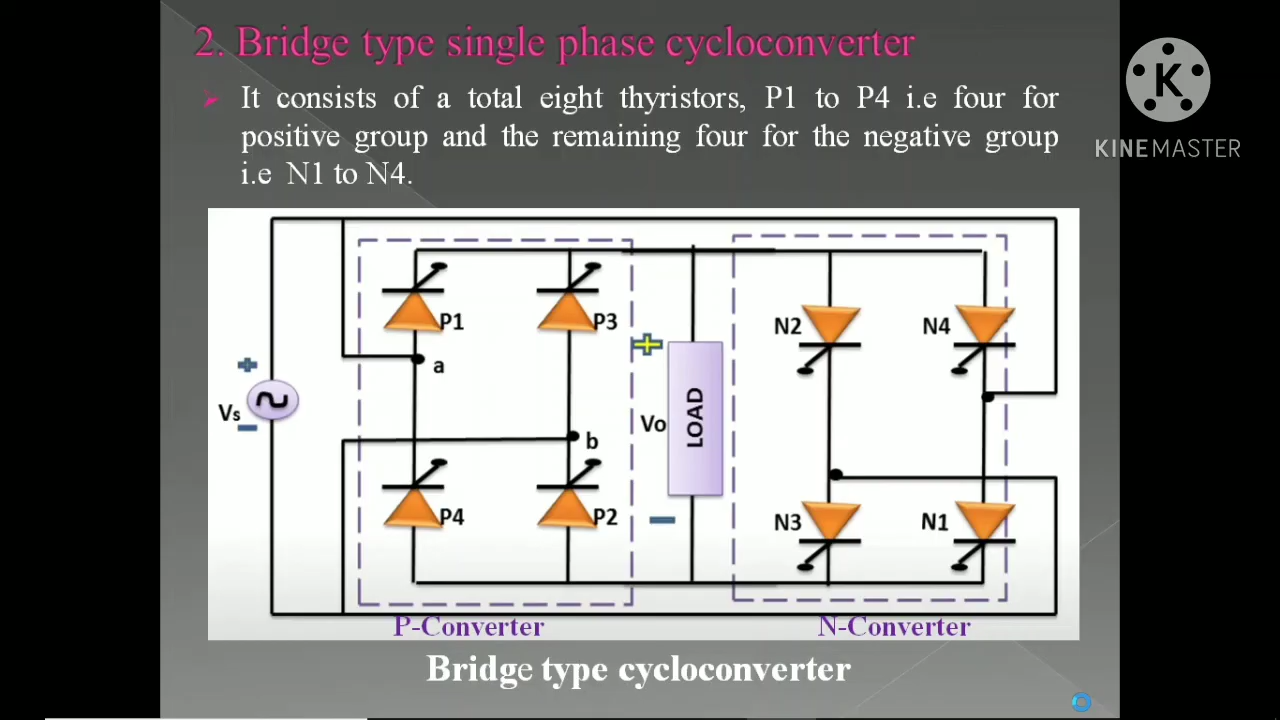 2. Bridge type single phase cycloconverter
K
KINEMASTER
It consists of a total eight thyristors, P1 to P4 i.e four for
positive group and the remaining four for the negative group
i.e N1 to N4.
P1
P3
N2
N4
a
Vs
b
Vo
LOAD
P4
P2
N3
N1
P-Converter
N-Converter
Bridge type cycloconverter